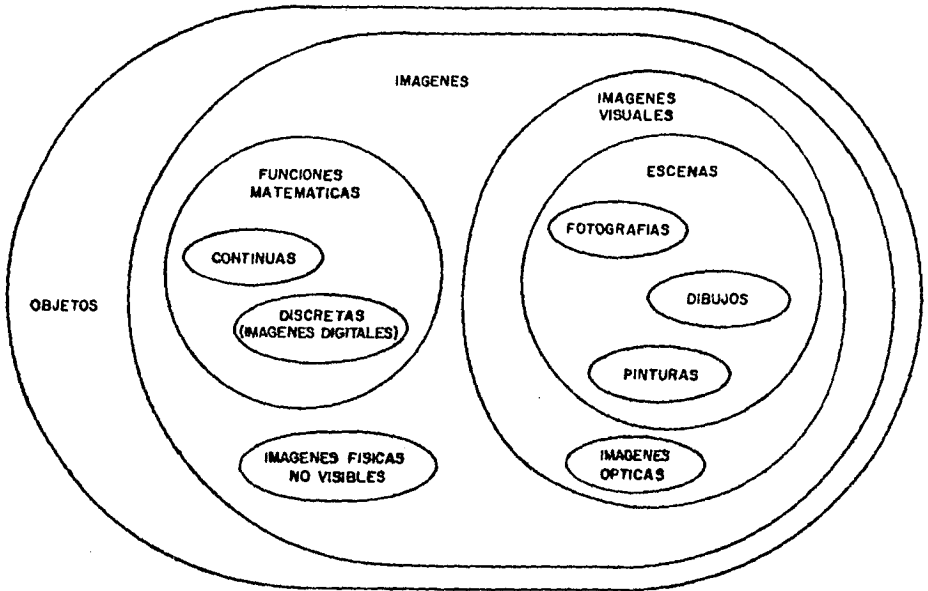 IMAGENES
IMAGENES
VISUALES
FUNCIONES
MATEMATICAS
ESCENAS
FOTOGRAFIAS
CONTINUAS
OBJETOS
DISCRETAS
(IMAGENES DIGITALES)
DIBUJOS
PINTURAS
IMAGENES FISICAS
NO VISIBLES
IMAGENES
OPTICAS